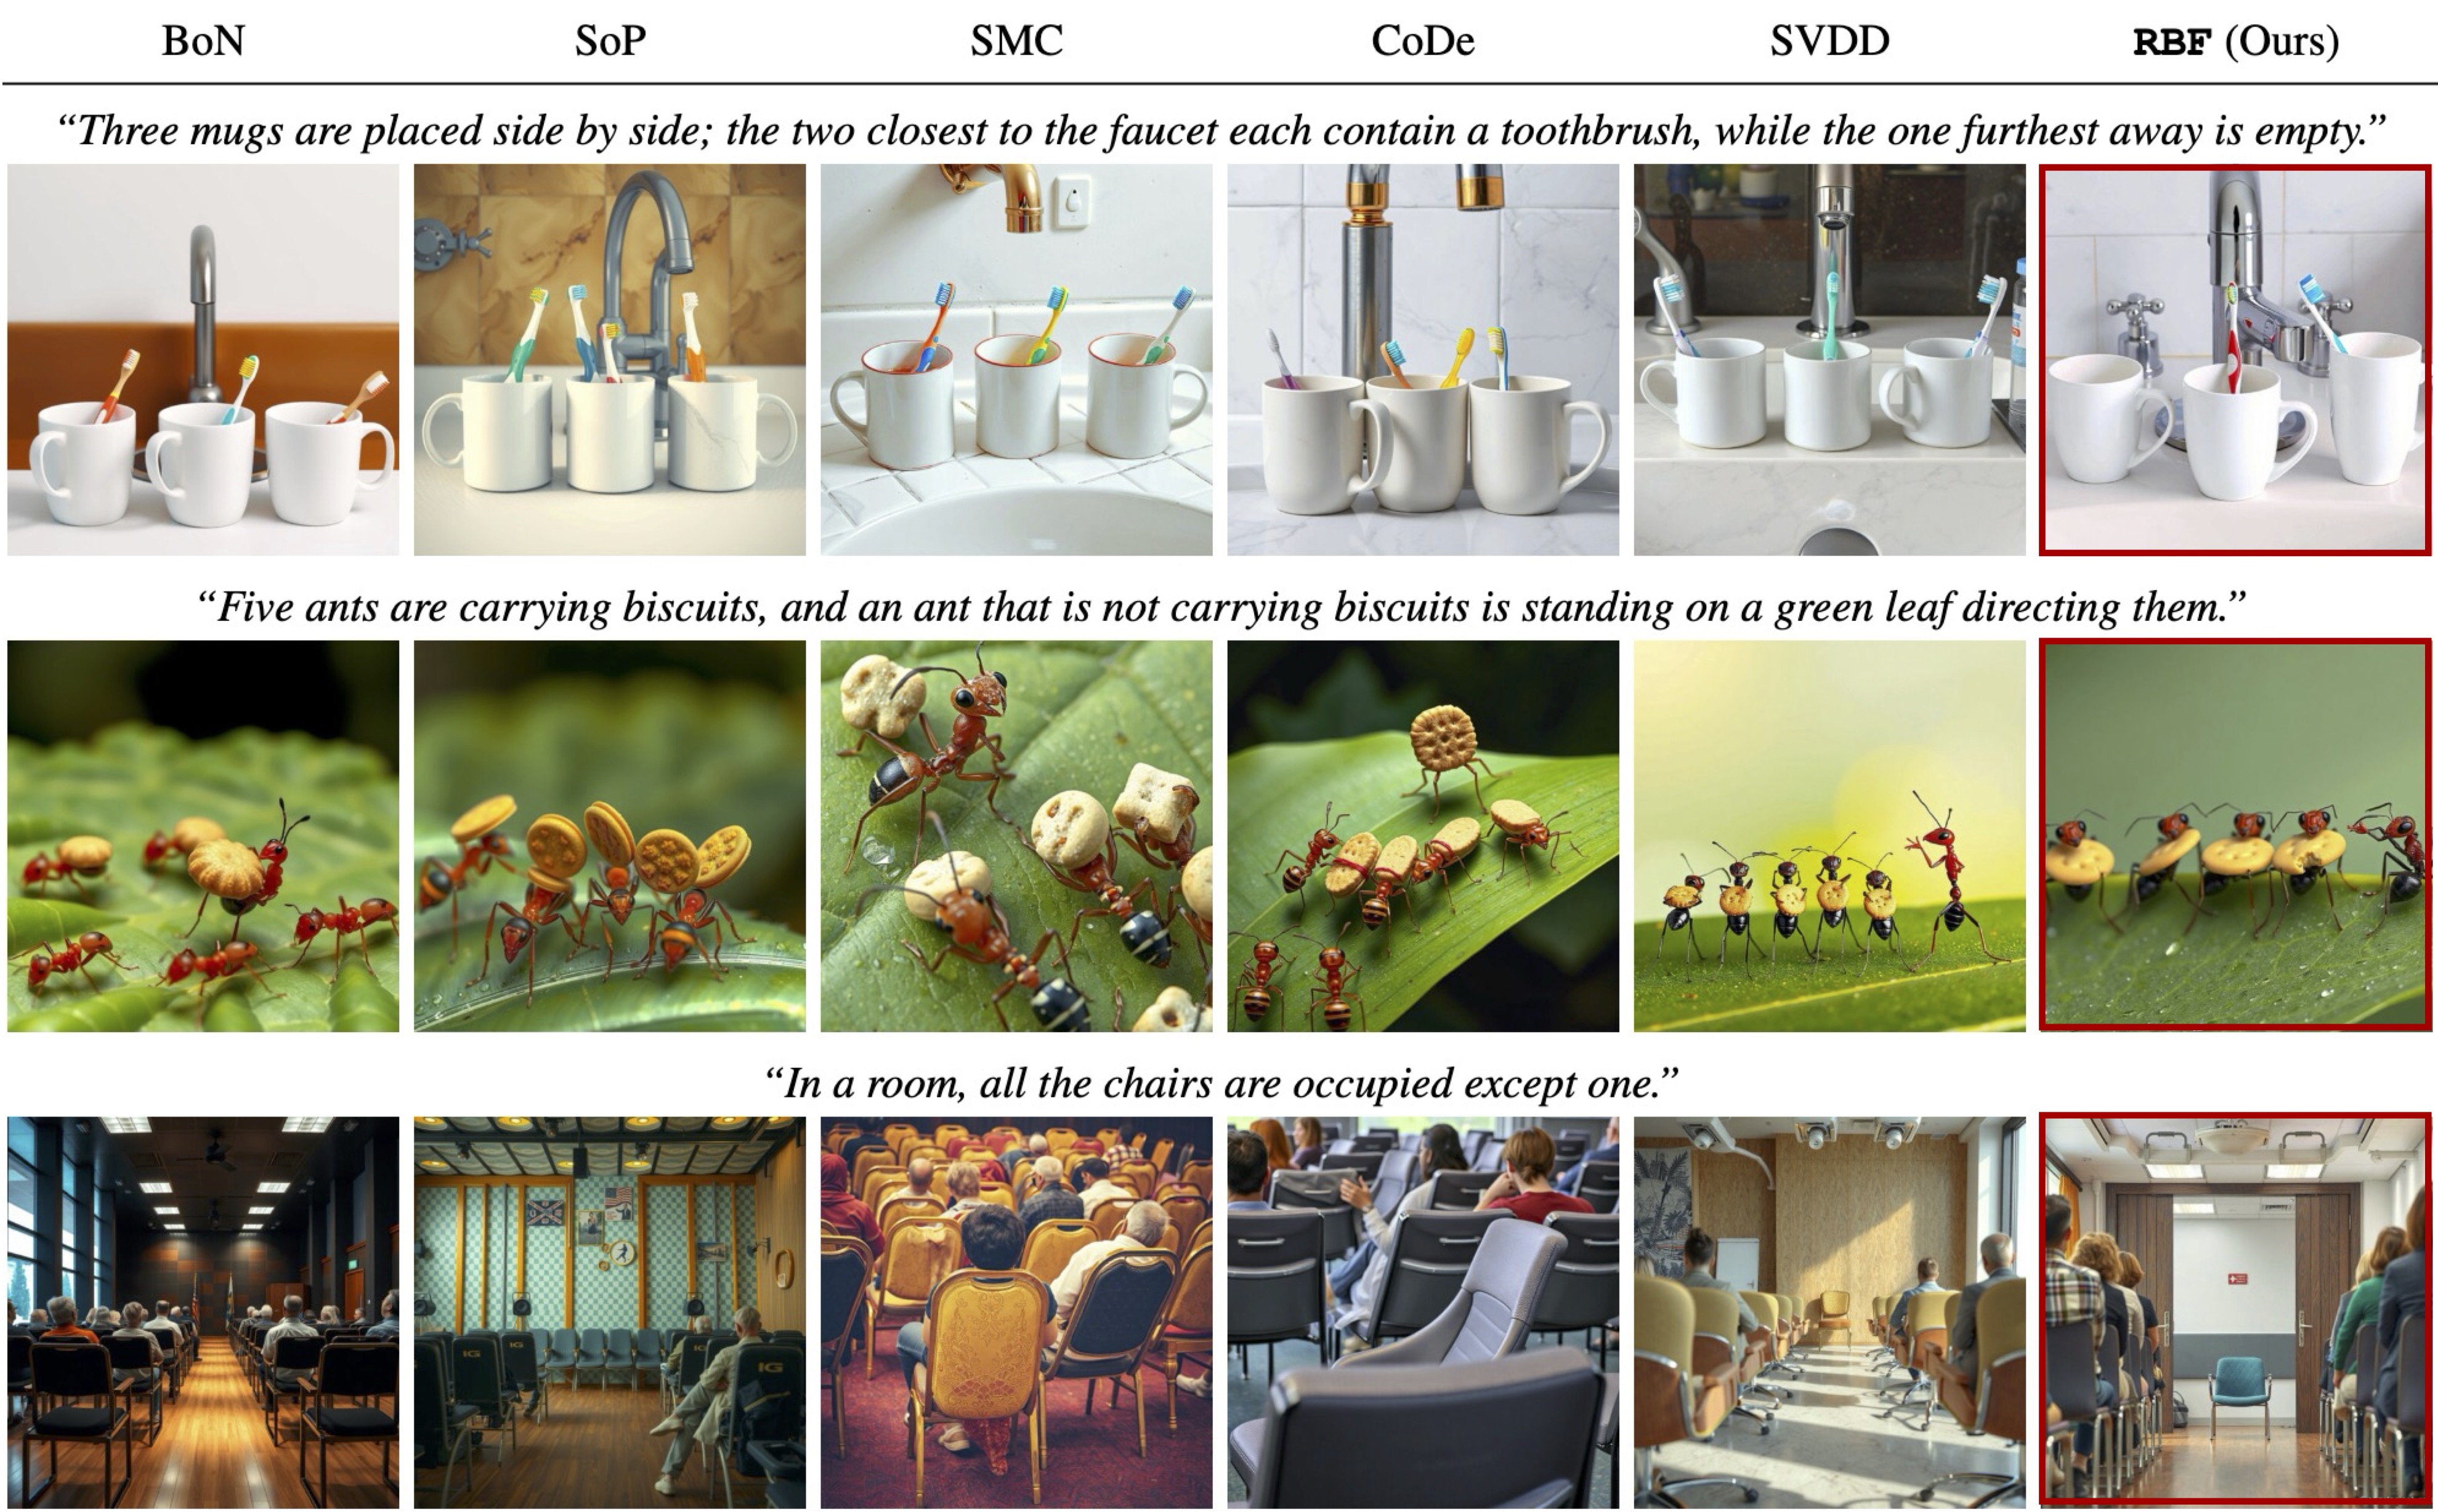 BoN SoP SMC CoDe SVDD RBF (Ours)
“Three mugs are placed side by side; the two closest to the faucet each contain a toothbrush, while the one furthest away is empty.”
“Five ants are carrying biscuits, and an ant that is not carrying biscuits is standing on a green leaf directing them.”
“In a room, all the chairs are occupied except one.”
IG IG IG